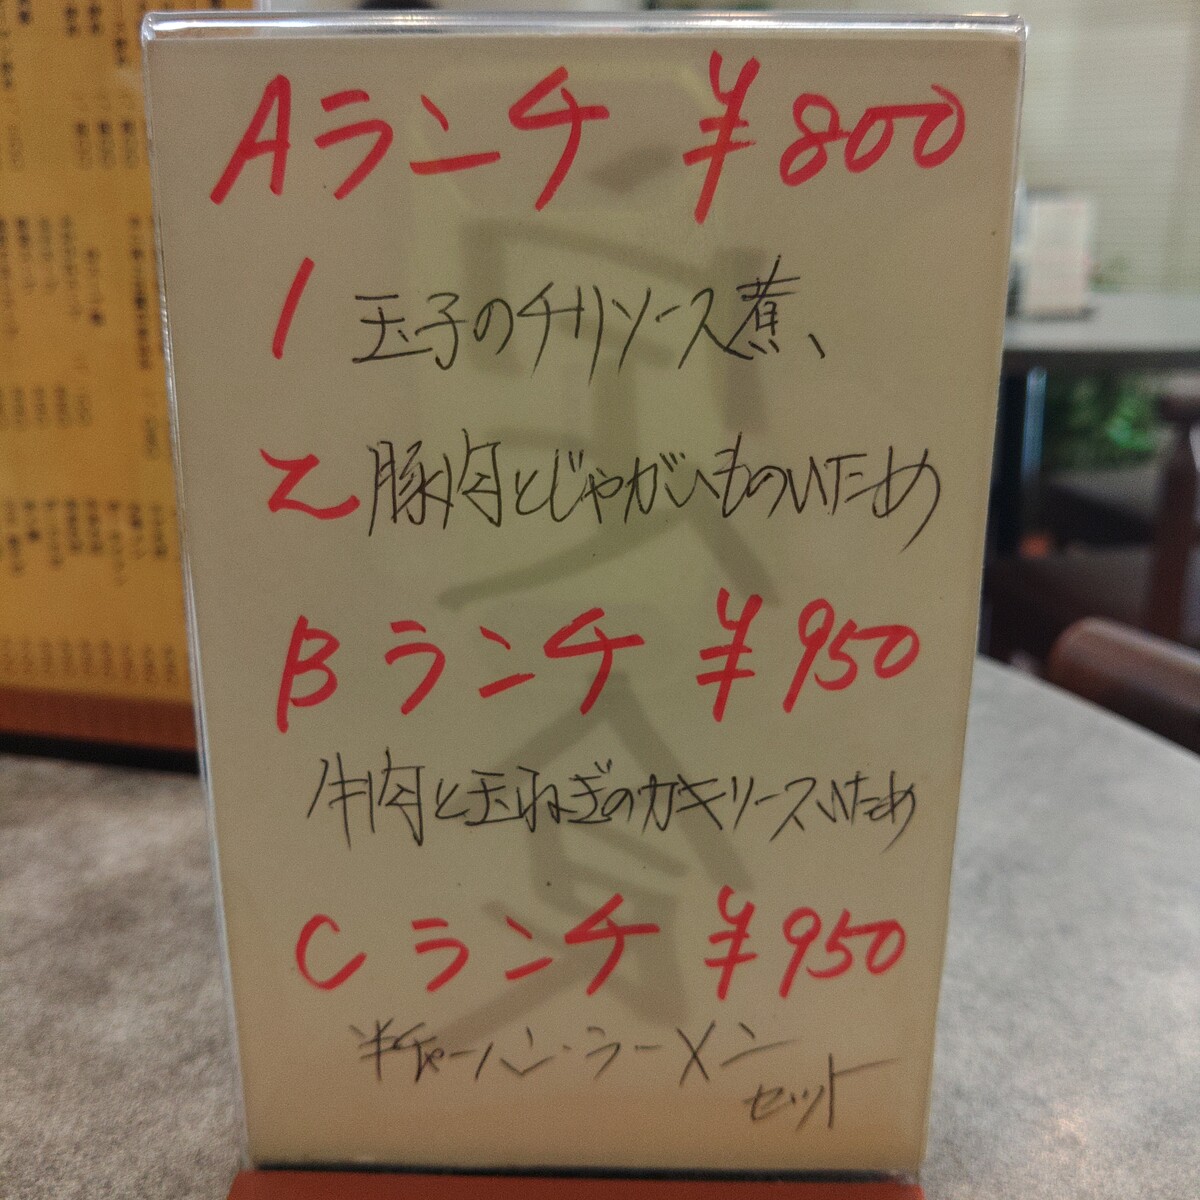 Aランチ ¥800
1 玉子のチリソース煮、
2 豚肉とじゃがいものいため
Bランチ ¥950
牛肉と玉ねぎのカキソースいため
Cランチ ¥950
半チャーハン・ラーメン
セット